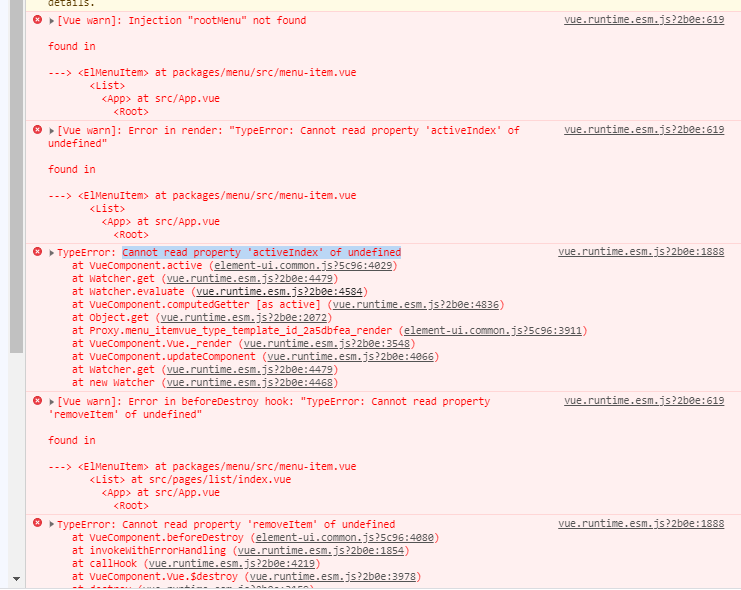 details.
[Vue warn]: Injection "rootMenu" not found
vue.runtime.esm.js?2b0e:619
found in
---> <ElMenuItem> at packages/menu/src/menu-item.vue
<List>
<App> at src/App.vue
<Root>
[Vue warn]: Error in render: "TypeError: Cannot read property 'activeIndex' of
vue.runtime.esm.js?2b0e:619
undefined"
found in
---> <ElMenuItem> at packages/menu/src/menu-item.vue
<List>
<App> at src/App.vue
<Root>
TypeError: Cannot read property 'activeIndex' of undefined
vue.runtime.esm.js?2b0e:1888
at VueComponent.active (element-ui.common.js?5c96:4029)
at Watcher.get (vue.runtime.esm.js?2b0e:4479)
at Watcher.evaluate (vue.runtime.esm.js?2b0e:4584)
at VueComponent.computedGetter [as active] (vue.runtime.esm.js?2b0e:4836)
at Object.get (vue.runtime.esm.js?2b0e:2072)
at Proxy.menu_itemvue_type_template_id_2a5dbfea_render (element-ui.common.js?5c96:3911)
at VueComponent.Vue._render (vue.runtime.esm.js?2b0e:3548)
at VueComponent.updateComponent (vue.runtime.esm.js?2b0e:4066)
at Watcher.get (vue.runtime.esm.js?2b0e:4479)
at new Watcher (vue.runtime.esm.js?2b0e:4468)
[Vue warn]: Error in beforeDestroy hook: "TypeError: Cannot read property
vue.runtime.esm.js?2b0e:619
'removeItem' of undefined"
found in
---> <ElMenuItem> at packages/menu/src/menu-item.vue
<List> at src/pages/list/index.vue
<App> at src/App.vue
<Root>
TypeError: Cannot read property 'removeItem' of undefined
vue.runtime.esm.js?2b0e:1888
at VueComponent.beforeDestroy (element-ui.common.js?5c96:4080)
at invokeWithErrorHandling (vue.runtime.esm.js?2b0e:1854)
at callHook (vue.runtime.esm.js?2b0e:4219)
at VueComponent.Vue.$destroy (vue.runtime.esm.js?2b0e:3978)